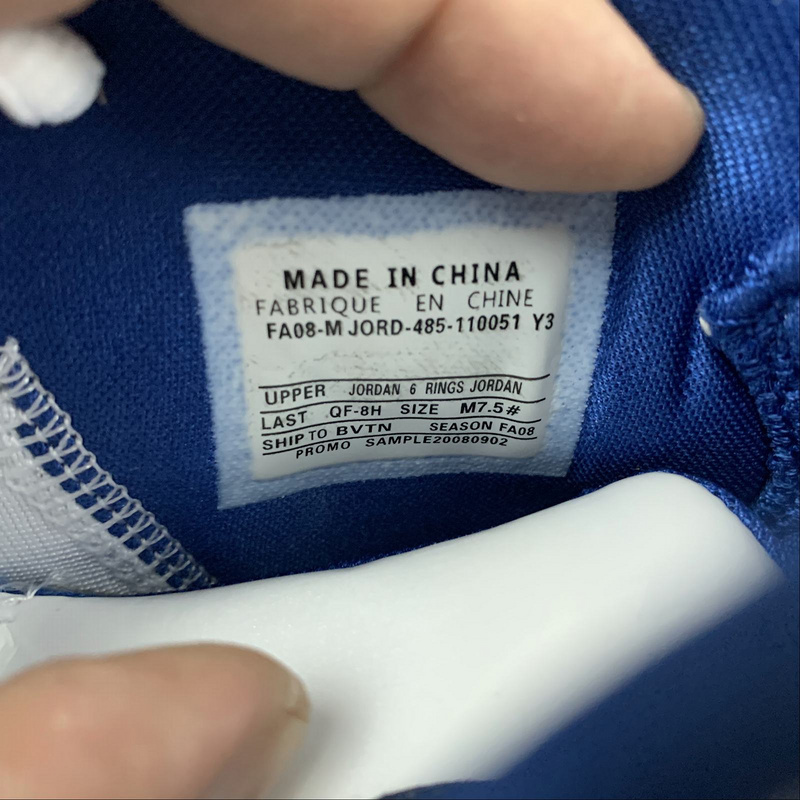 MADE IN CHINA
FABRIQUE EN CHINE
FA08-M JORD-485-110051 Y3
UPPER JORDAN 6 RINGS JORDAN
LAST QF-8H SIZE M7.5#
SHIP TO BVTN SEASON FA08
PROMO SAMPLE20080902